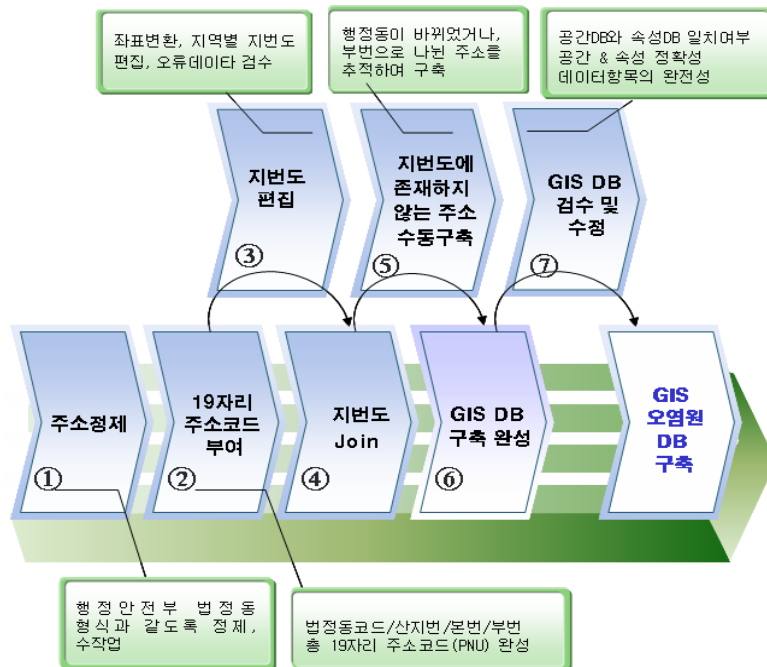 좌표변환, 지역별 지번도
편집, 오류데이타 검수
행정동이 바뀌었거나,
부번으로 나뉜 주소를
추적하며 구축
공간DB와 속성DB 일치여부
공간 & 속성 정확성
데이터항목의 완전성
지번도
편집
③
지번도에
존재하지
않는 주소
수동구축
⑤
GIS DB
검수 및
수정
⑦
주소정제
①
19자리
주소코드
부여
②
지번도
Join
④
GIS DB
구축 완성
⑥
GIS
오염원
DB
구축
행정안전부 법정동
형식과 같도록 정제,
수작업
법정동코드/산지번/본번/부번
총 19자리 주소코드(PNU) 완성